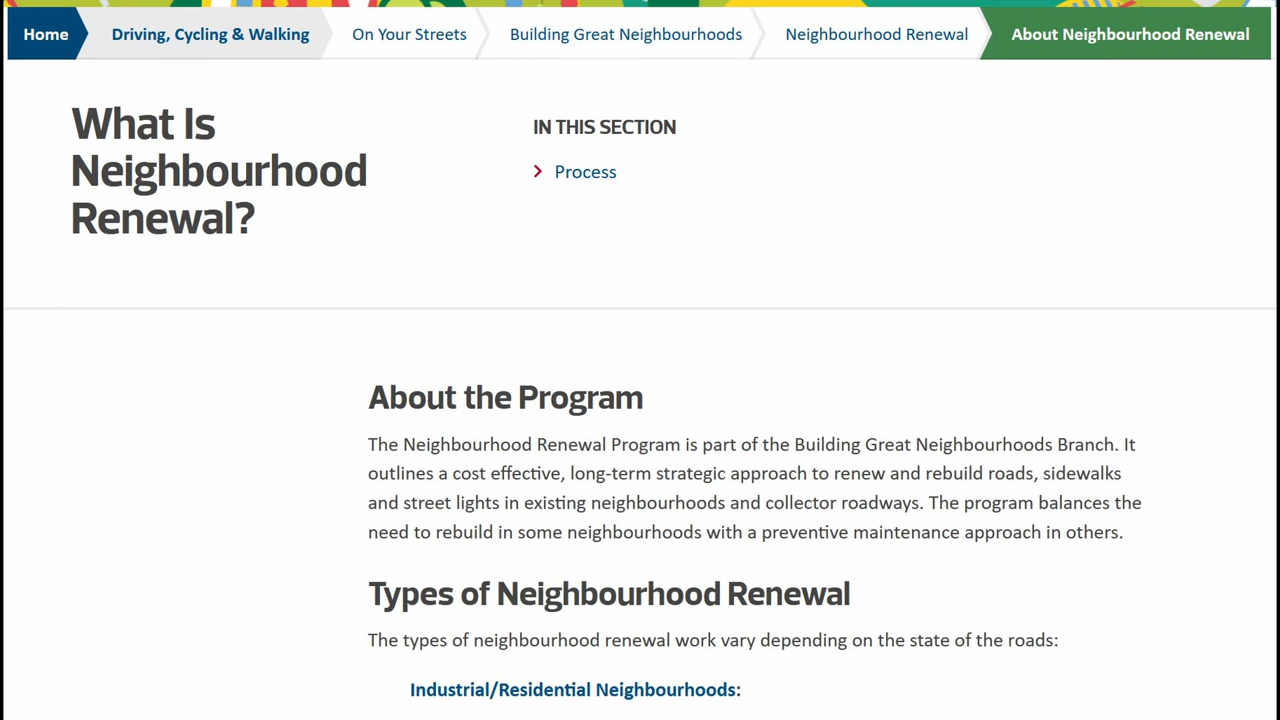 Home
Driving, Cycling & Walking
On Your Streets
Building Great Neighbourhoods
Neighbourhood Renewal
About Neighbourhood Renewal
What Is
Neighbourhood
Renewal?
IN THIS SECTION
Process
About the Program
The Neighbourhood Renewal Program is part of the Building Great Neighbourhoods Branch. It
outlines a cost effective, long-term strategic approach to renew and rebuild roads, sidewalks
and street lights in existing neighbourhoods and collector roadways. The program balances the
need to rebuild in some neighbourhoods with a preventive maintenance approach in others.
Types of Neighbourhood Renewal
The types of neighbourhood renewal work vary depending on the state of the roads:
Industrial/Residential Neighbourhoods: